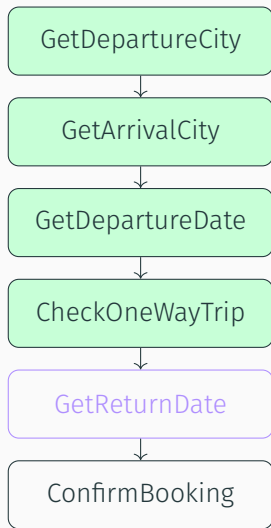 GetDepartureCity
GetArrivalCity
GetDepartureDate
CheckOneWayTrip
GetReturnDate
ConfirmBooking